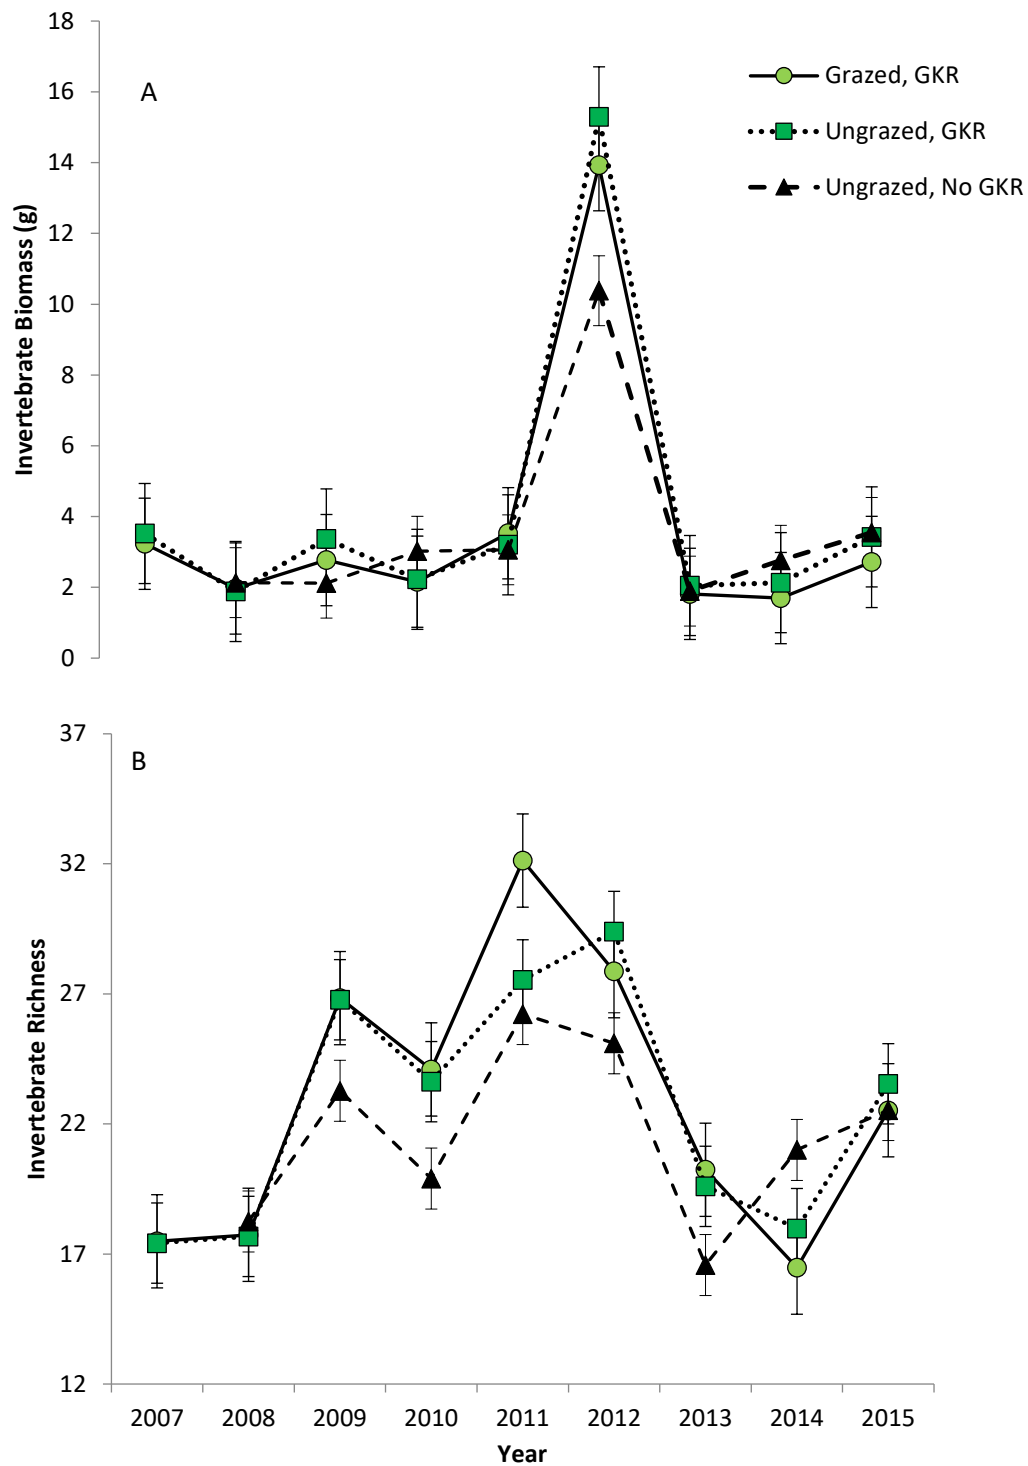 18
16
14
12
10
8
6
4
2
0
Invertebrate Biomass (g)
A
Grazed, GKR
Ungrazed, GKR
Ungrazed, No GKR
37
32
27
22
17
12
Invertebrate Richness
B
2007 2008 2009 2010 2011 2012 2013 2014 2015
Year